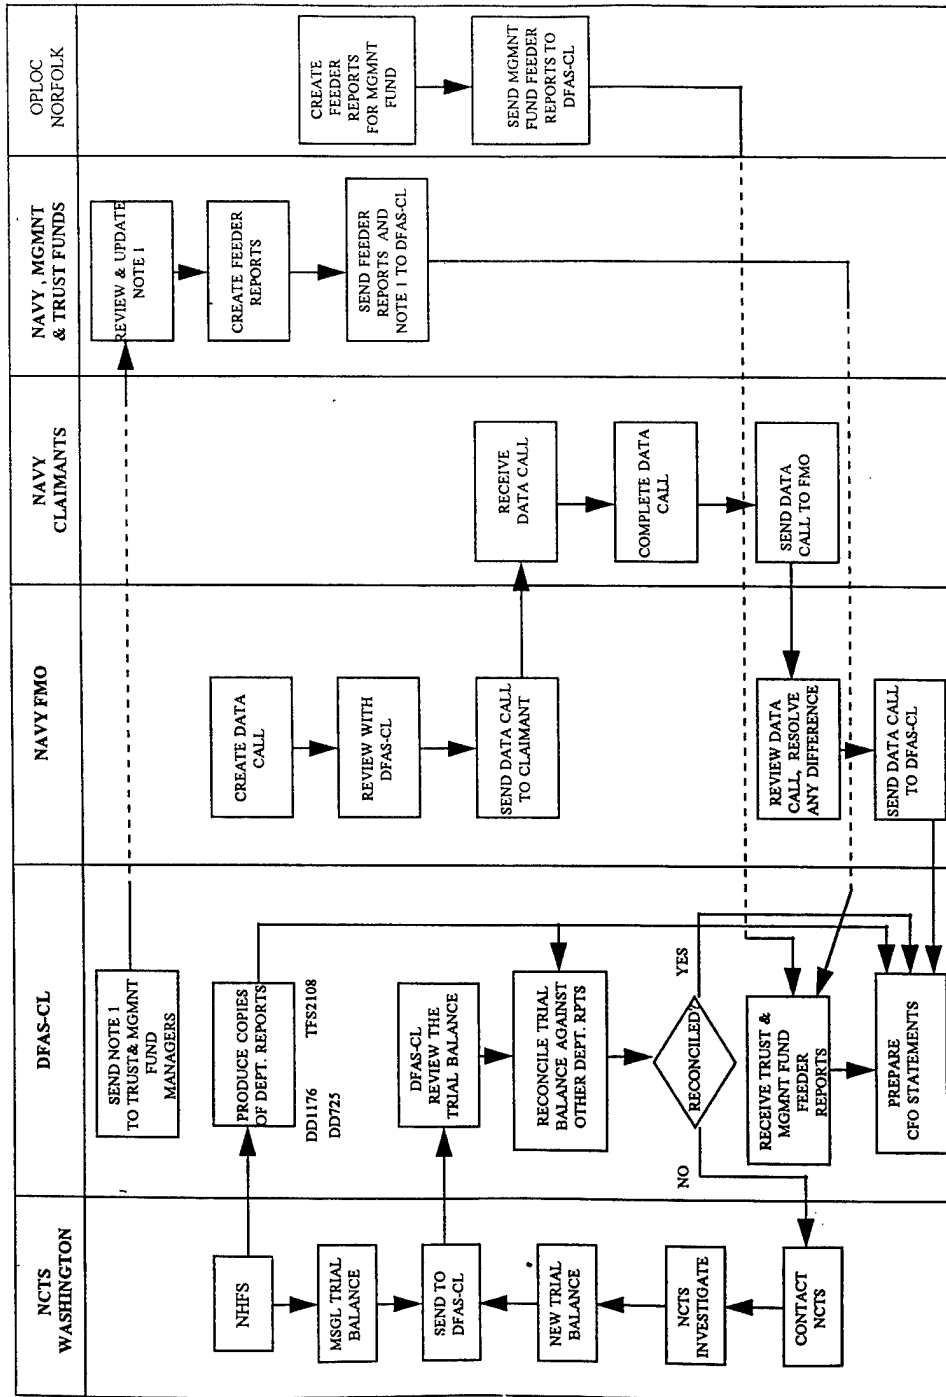 NCTS
WASHINGTON
NHFS
MSGL TRIAL
BALANCE
SEND TO
DFAS-CL
NEW TRIAL
BALANCE
NCTS
INVESTIGATE
CONTACT
NCTS
DFAS-CL
SEND NOTE 1
TO TRUST& MGMNT
FUND
MANAGERS
PRODUCE COPIES
OF DEPT. REPORTS
DD1176 TFS2108
DD725
DFAS-CL
REVIEW THE
TRIAL BALANCE
RECONCILE TRIAL
BALANCE AGAINST
OTHER DEPT. RPTS
RECONCILED?
NO
YES
RECEIVE TRUST &
MGMNT FUND
FEEDER
REPORTS
PREPARE
CFO STATEMENTS
NAVY FMO
CREATE DATA
CALL
REVIEW WITH
DFAS-CL
SEND DATA CALL
TO CLAIMANT
REVIEW DATA
CALL, RESOLVE
ANY DIFFERENCE
SEND DATA CALL
TO DFAS-CL
NAVY
CLAIMANTS
RECEIVE
DATA CALL
COMPLETE DATA
CALL
SEND DATA
CALL TO FMO
NAVY, MGMNT
& TRUST FUNDS
REVIEW & UPDATE
NOTE 1
CREATE FEEDER
REPORTS
SEND FEEDER
REPORTS AND
NOTE 1 TO DFAS-CL
OPLOC
NORFOLK
CREATE
FEEDER
REPORTS
FOR MGMNT
FUND
SEND MGMNT
FUND FEEDER
REPORTS TO
DFAS-CL